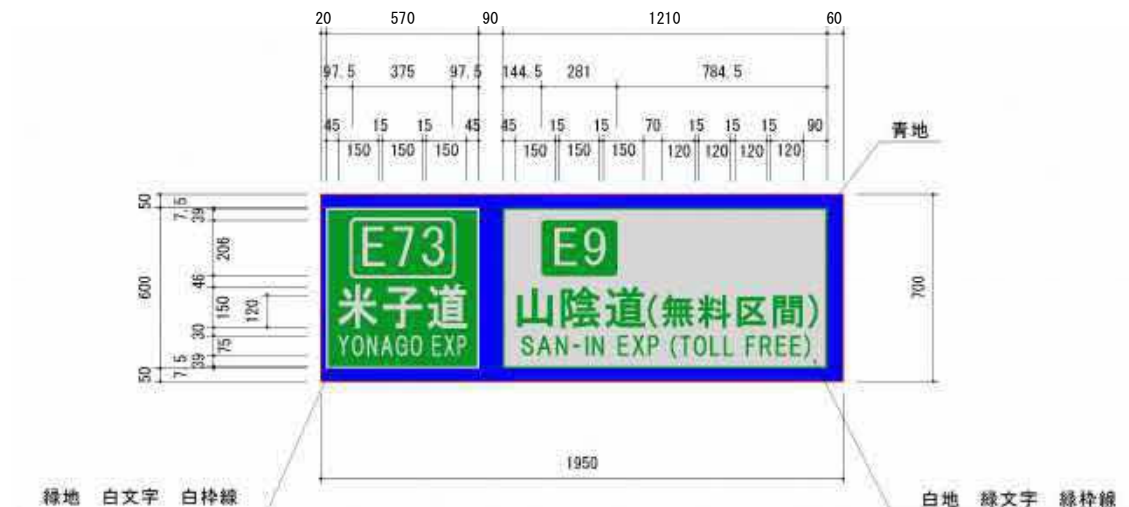 20 570 90 1210 60
97.5 375 97.5 144.5 281 784.5
45 15 15 45 45 15 15 70 15 15 15 90
150 150 150 150 150 150 120 120 120 120
青地
50 7.5 39 206 46 150 120 30 75 39 7.5 50
600
700
E73
米子道
YONAGO EXP
E9
山陰道(無料区間)
SAN-IN EXP (TOLL FREE)
1950
緑地 白文字 白枠線
白地 緑文字 緑枠線